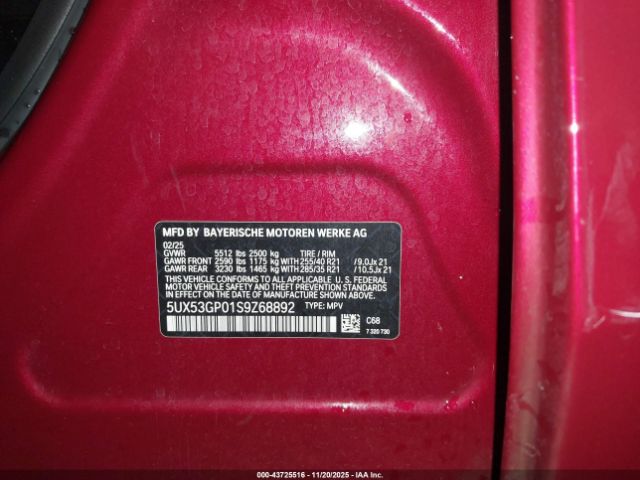 MFD BY BAYERISCHE MOTOREN WERKE AG
02/25
GVWR 5512 lbs 2500 kg TIRE / RIM
GAWR FRONT 2590 lbs 1175 kg 255/40 R21 /9.0Jx 21
GAWR REAR 3230 lbs 1465 kg 285/35 R21 /10.5Jx 21
THIS VEHICLE CONFORMS TO ALL APPLICABLE U. S. FEDERAL
MOTOR VEHICLE SAFETY AND THEFT PREVENTION STANDARDS
IN EFFECT ON THE DATE OF MANUFACTURE SHOWN ABOVE.
5UX53GP01S9Z68892 TYPE: MPV
C68
7 320 730
000-43725516 - 11/20/2025 - IAA Inc.